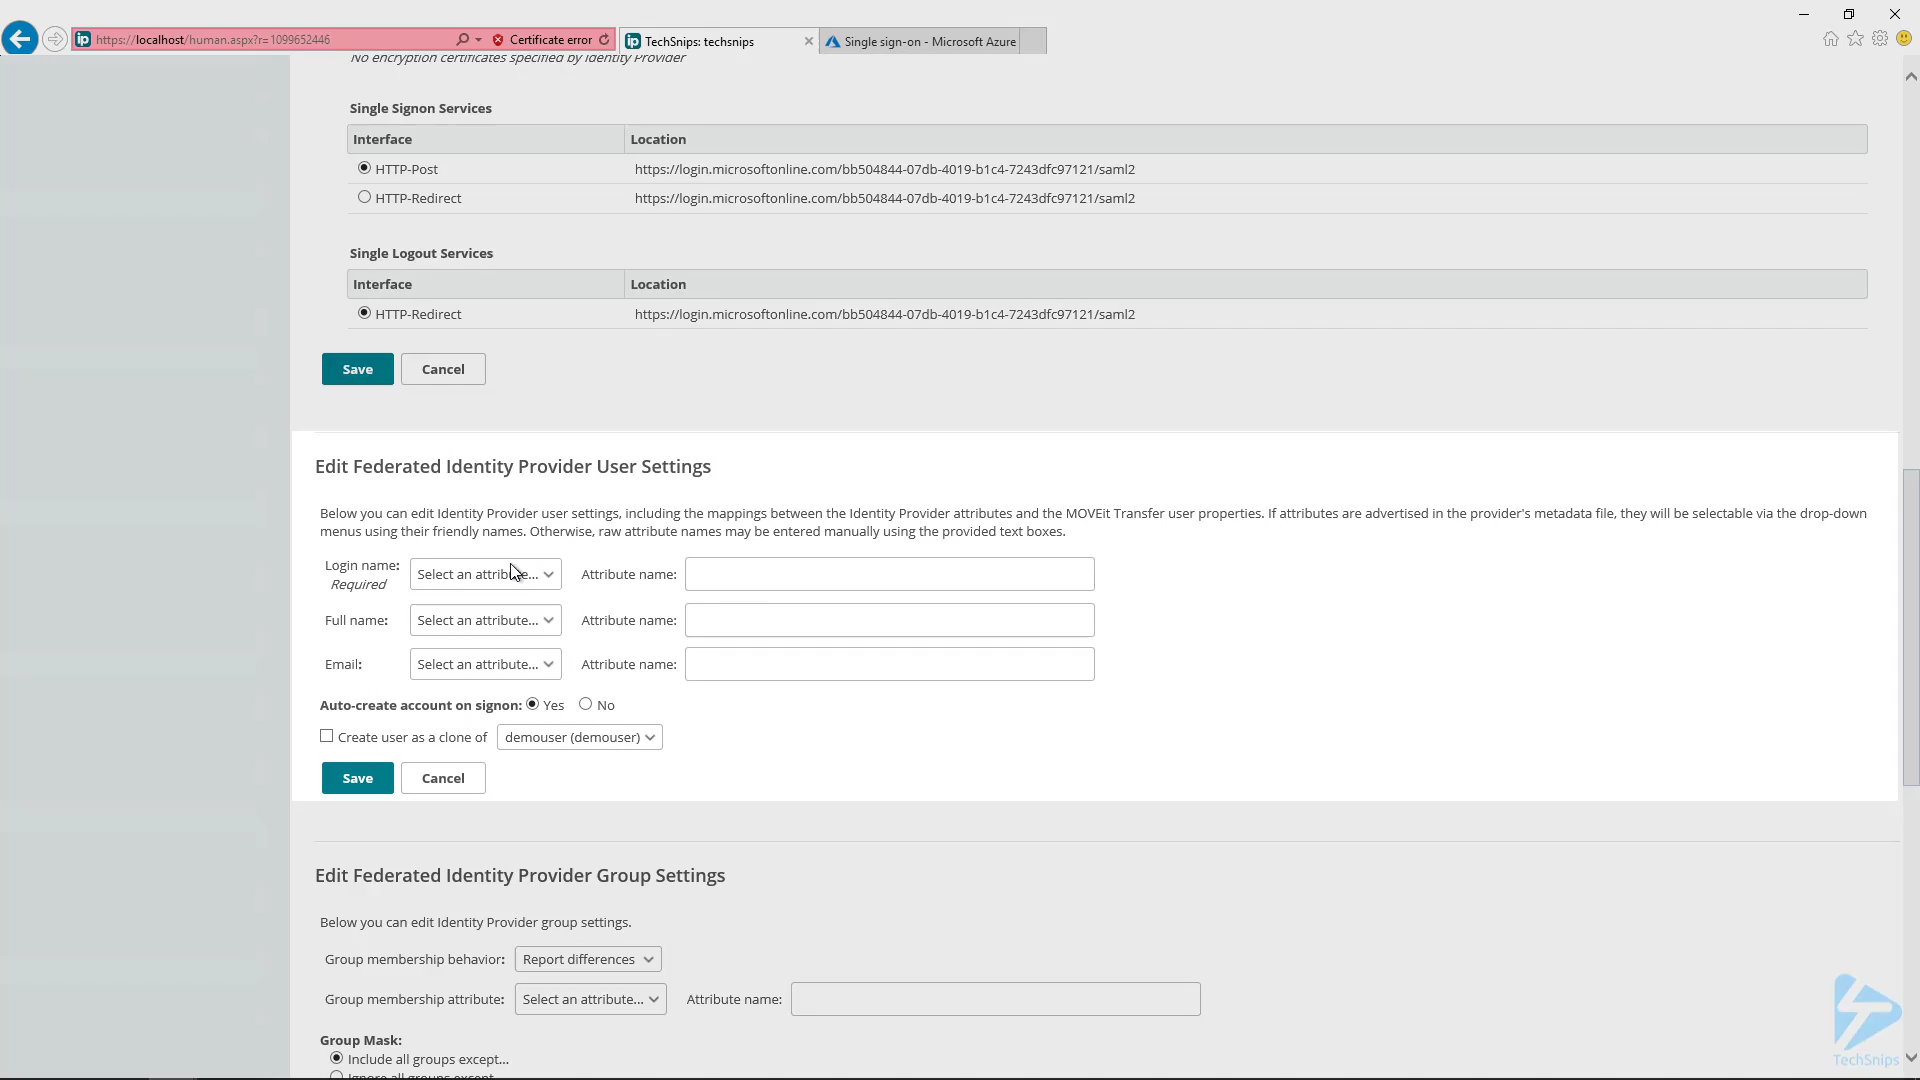 https://localhost/human.aspx?r=1099652446
Certificate error
TechSnips: techsnips
Single sign-on - Microsoft Azure
No encryption certificates specified by Identity Provider
Single Signon Services
Interface Location
HTTP-Post https://login.microsoftonline.com/bb504844-07db-4019-b1c4-7243dfc97121/saml2
HTTP-Redirect https://login.microsoftonline.com/bb504844-07db-4019-b1c4-7243dfc97121/saml2
Single Logout Services
Interface Location
HTTP-Redirect https://login.microsoftonline.com/bb504844-07db-4019-b1c4-7243dfc97121/saml2
Save Cancel
Edit Federated Identity Provider User Settings
Below you can edit Identity Provider user settings, including the mappings between the Identity Provider attributes and the MOVEit Transfer user properties. If attributes are advertised in the provider's metadata file, they will be selectable via the drop-down
menus using their friendly names. Otherwise, raw attribute names may be entered manually using the provided text boxes.
Login name: Select an attribute... Attribute name:
Required
Full name: Select an attribute... Attribute name:
Email: Select an attribute... Attribute name:
Auto-create account on signon: Yes No
Create user as a clone of demouser (demouser)
Save Cancel
Edit Federated Identity Provider Group Settings
Below you can edit Identity Provider group settings.
Group membership behavior: Report differences
Group membership attribute: Select an attribute... Attribute name:
Group Mask:
Include all groups except...
Ignore all groups except...
TechSnips